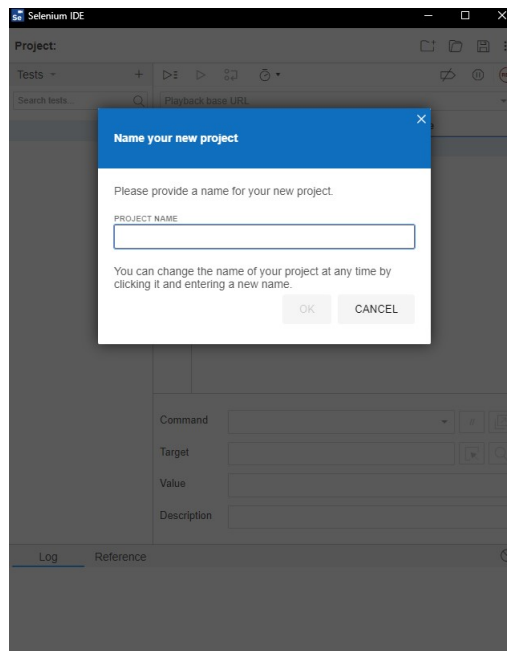 Selenium IDE
Project:
Tests
Search tests...
Playback base URL
Name your new project
Please provide a name for your new project.
PROJECT NAME
You can change the name of your project at any time by
clicking it and entering a new name.
OK CANCEL
Command
Target
Value
Description
Log Reference